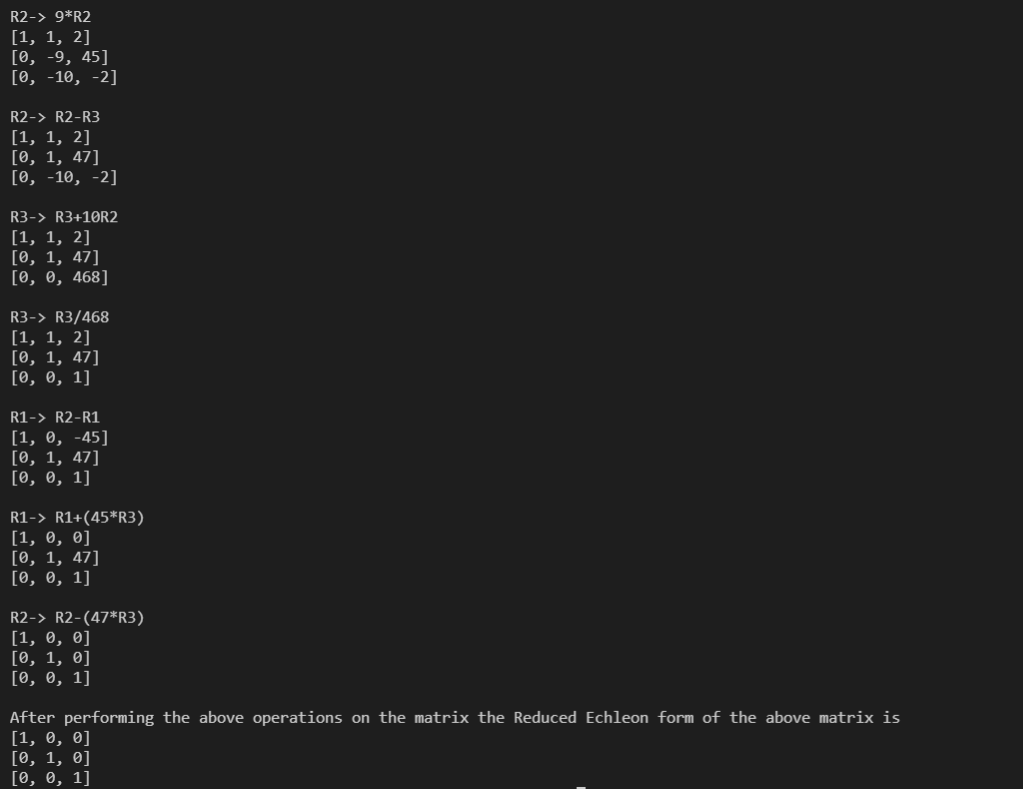 R2-> 9*R2
[1, 1, 2]
[0, -9, 45]
[0, -10, -2]
R2-> R2-R3
[1, 1, 2]
[0, 1, 47]
[0, -10, -2]
R3-> R3+10R2
[1, 1, 2]
[0, 1, 47]
[0, 0, 468]
R3-> R3/468
[1, 1, 2]
[0, 1, 47]
[0, 0, 1]
R1-> R2-R1
[1, 0, -45]
[0, 1, 47]
[0, 0, 1]
R1-> R1+(45*R3)
[1, 0, 0]
[0, 1, 47]
[0, 0, 1]
R2-> R2-(47*R3)
[1, 0, 0]
[0, 1, 0]
[0, 0, 1]
After performing the above operations on the matrix the Reduced Echleon form of the above matrix is
[1, 0, 0]
[0, 1, 0]
[0, 0, 1]